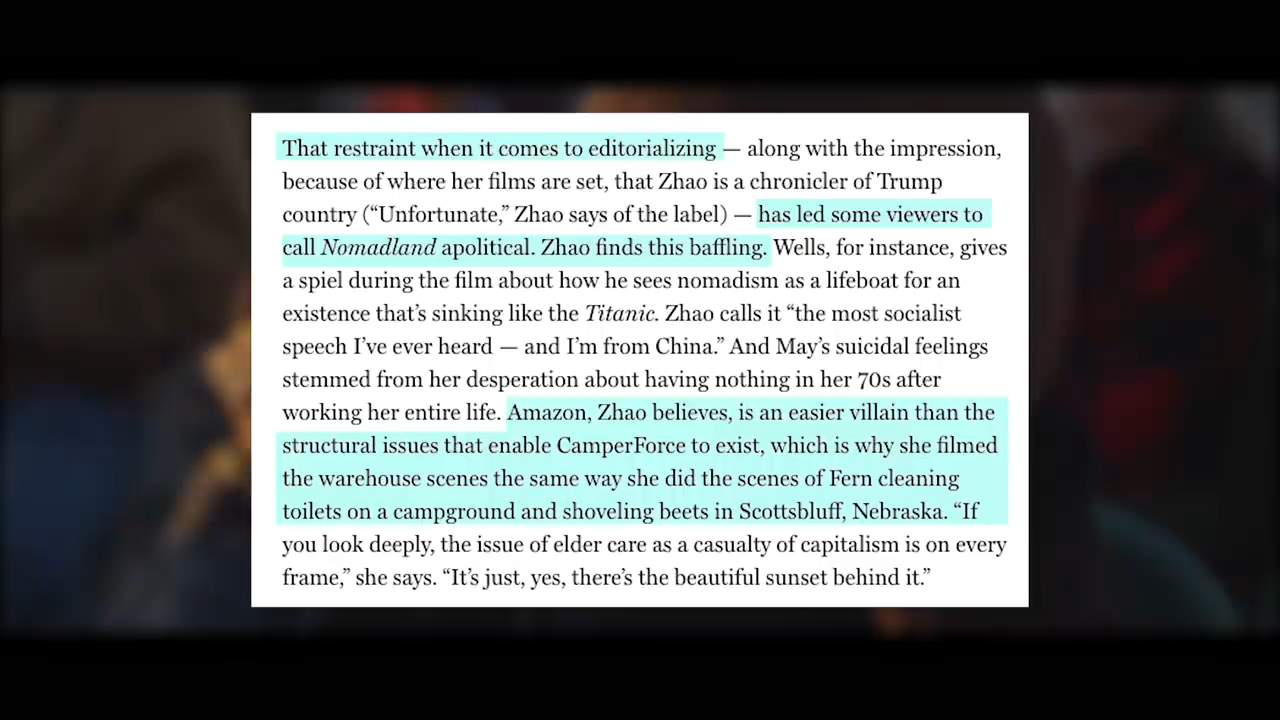 That restraint when it comes to editorializing — along with the impression,
because of where her films are set, that Zhao is a chronicler of Trump
country (“Unfortunate,” Zhao says of the label) — has led some viewers to
call Nomadland apolitical. Zhao finds this baffling. Wells, for instance, gives
a spiel during the film about how he sees nomadism as a lifeboat for an
existence that’s sinking like the Titanic. Zhao calls it “the most socialist
speech I’ve ever heard — and I’m from China.” And May’s suicidal feelings
stemmed from her desperation about having nothing in her 70s after
working her entire life. Amazon, Zhao believes, is an easier villain than the
structural issues that enable CamperForce to exist, which is why she filmed
the warehouse scenes the same way she did the scenes of Fern cleaning
toilets on a campground and shoveling beets in Scottsbluff, Nebraska. “If
you look deeply, the issue of elder care as a casualty of capitalism is on every
frame,” she says. “It’s just, yes, there’s the beautiful sunset behind it.”